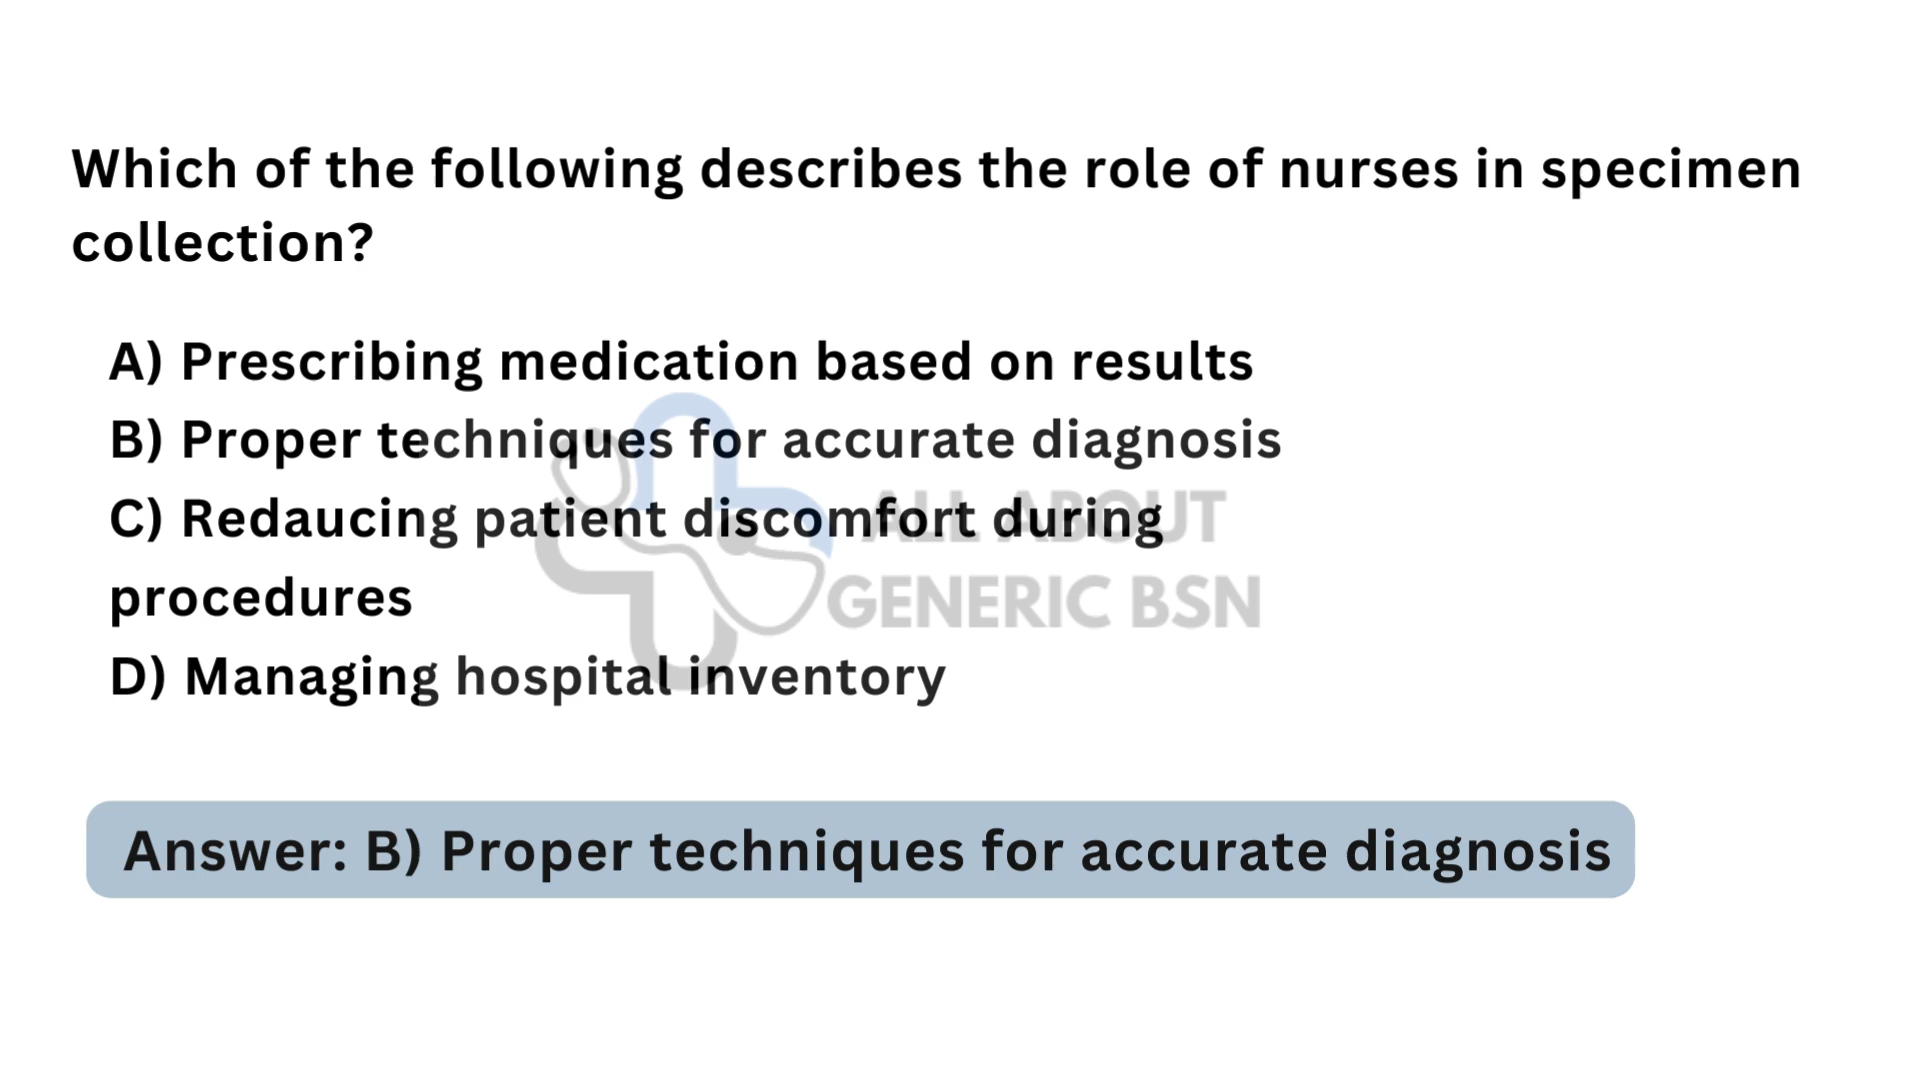 Which of the following describes the role of nurses in specimen
collection?
A) Prescribing medication based on results
B) Proper techniques for accurate diagnosis
C) Redaucing patient discomfort during
procedures
D) Managing hospital inventory
ALL ABOUT
GENERIC BSN
Answer: B) Proper techniques for accurate diagnosis